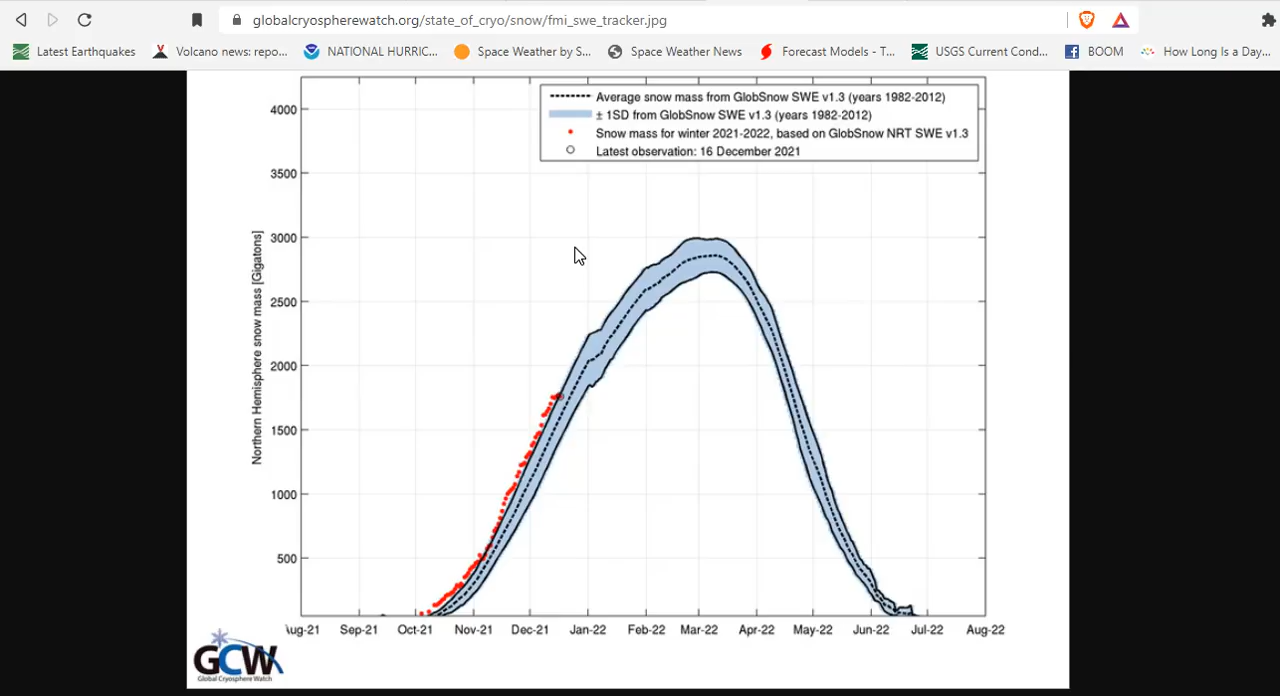 globalcryospherewatch.org/state_of_cryo/snow/fmi_swe_tracker.jpg
Latest Earthquakes
Volcano news: repo...
NATIONAL HURRIC...
Space Weather by S...
Space Weather News
Forecast Models - T...
USGS Current Cond...
BOOM
How Long Is a Day...
Average snow mass from GlobSnow SWE v1.3 (years 1982-2012)
± 1SD from GlobSnow SWE v1.3 (years 1982-2012)
Snow mass for winter 2021-2022, based on GlobSnow NRT SWE v1.3
Latest observation: 16 December 2021
Northern Hemisphere snow mass [Gigatons]
4000
3500
3000
2500
2000
1500
1000
500
ug-21 Sep-21 Oct-21 Nov-21 Dec-21 Jan-22 Feb-22 Mar-22 Apr-22 May-22 Jun-22 Jul-22 Aug-22
GCW
Global Cryosphere Watch